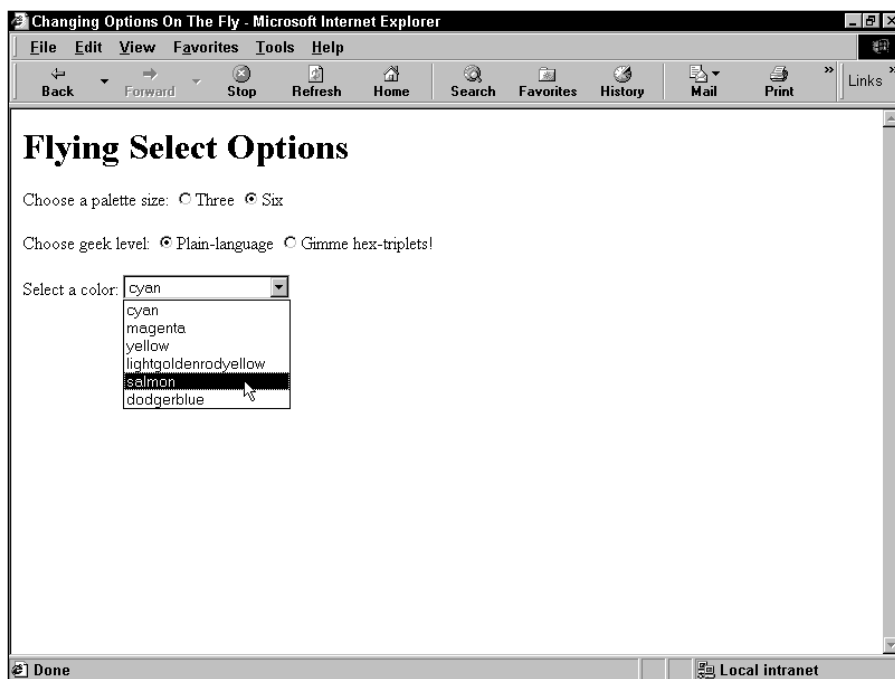 Changing Options On The Fly - Microsoft Internet Explorer
File Edit View Favorites Tools Help
Back Forward Stop Refresh Home Search Favorites History Mail Print » Links »
Flying Select Options
Choose a palette size: Three Six
Choose geek level: Plain-language Gimme hex-triplets!
Select a color: cyan
cyan
magenta
yellow
lightgoldenrodyellow
salmon
dodgerblue
Done Local intranet